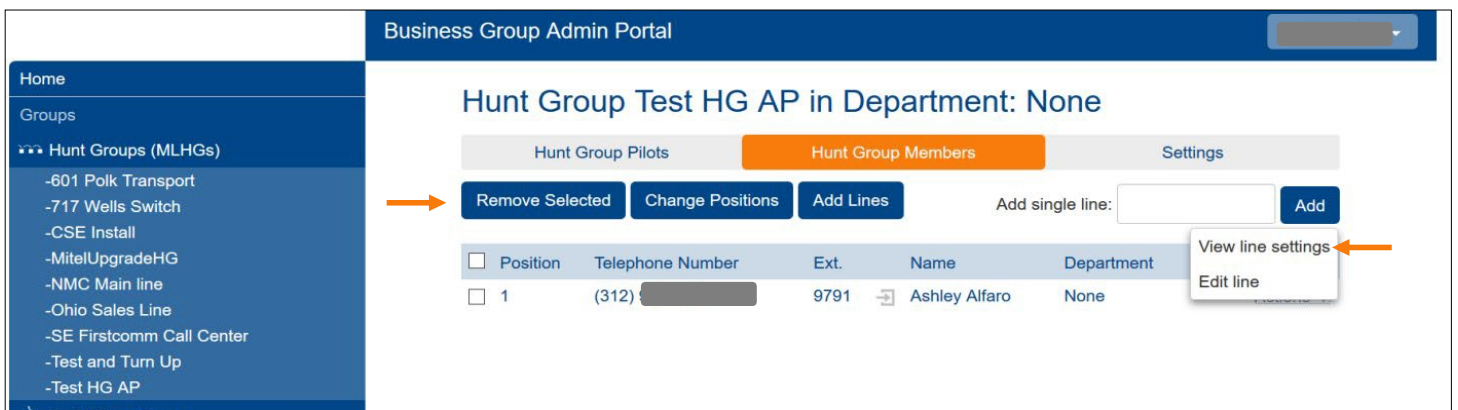 Business Group Admin Portal
Home
Groups
Hunt Groups (MLHGs)
-601 Polk Transport
-717 Wells Switch
-CSE Install
-MitelUpgradeHG
-NMC Main line
-Ohio Sales Line
-SE Firstcomm Call Center
-Test and Turn Up
-Test HG AP
Hunt Group Test HG AP in Department: None
Hunt Group Pilots Hunt Group Members Settings
Remove Selected Change Positions Add Lines Add single line: Add
View line settings
Edit line
Position Telephone Number Ext. Name Department
1 (312) 9791 Ashley Alfaro None